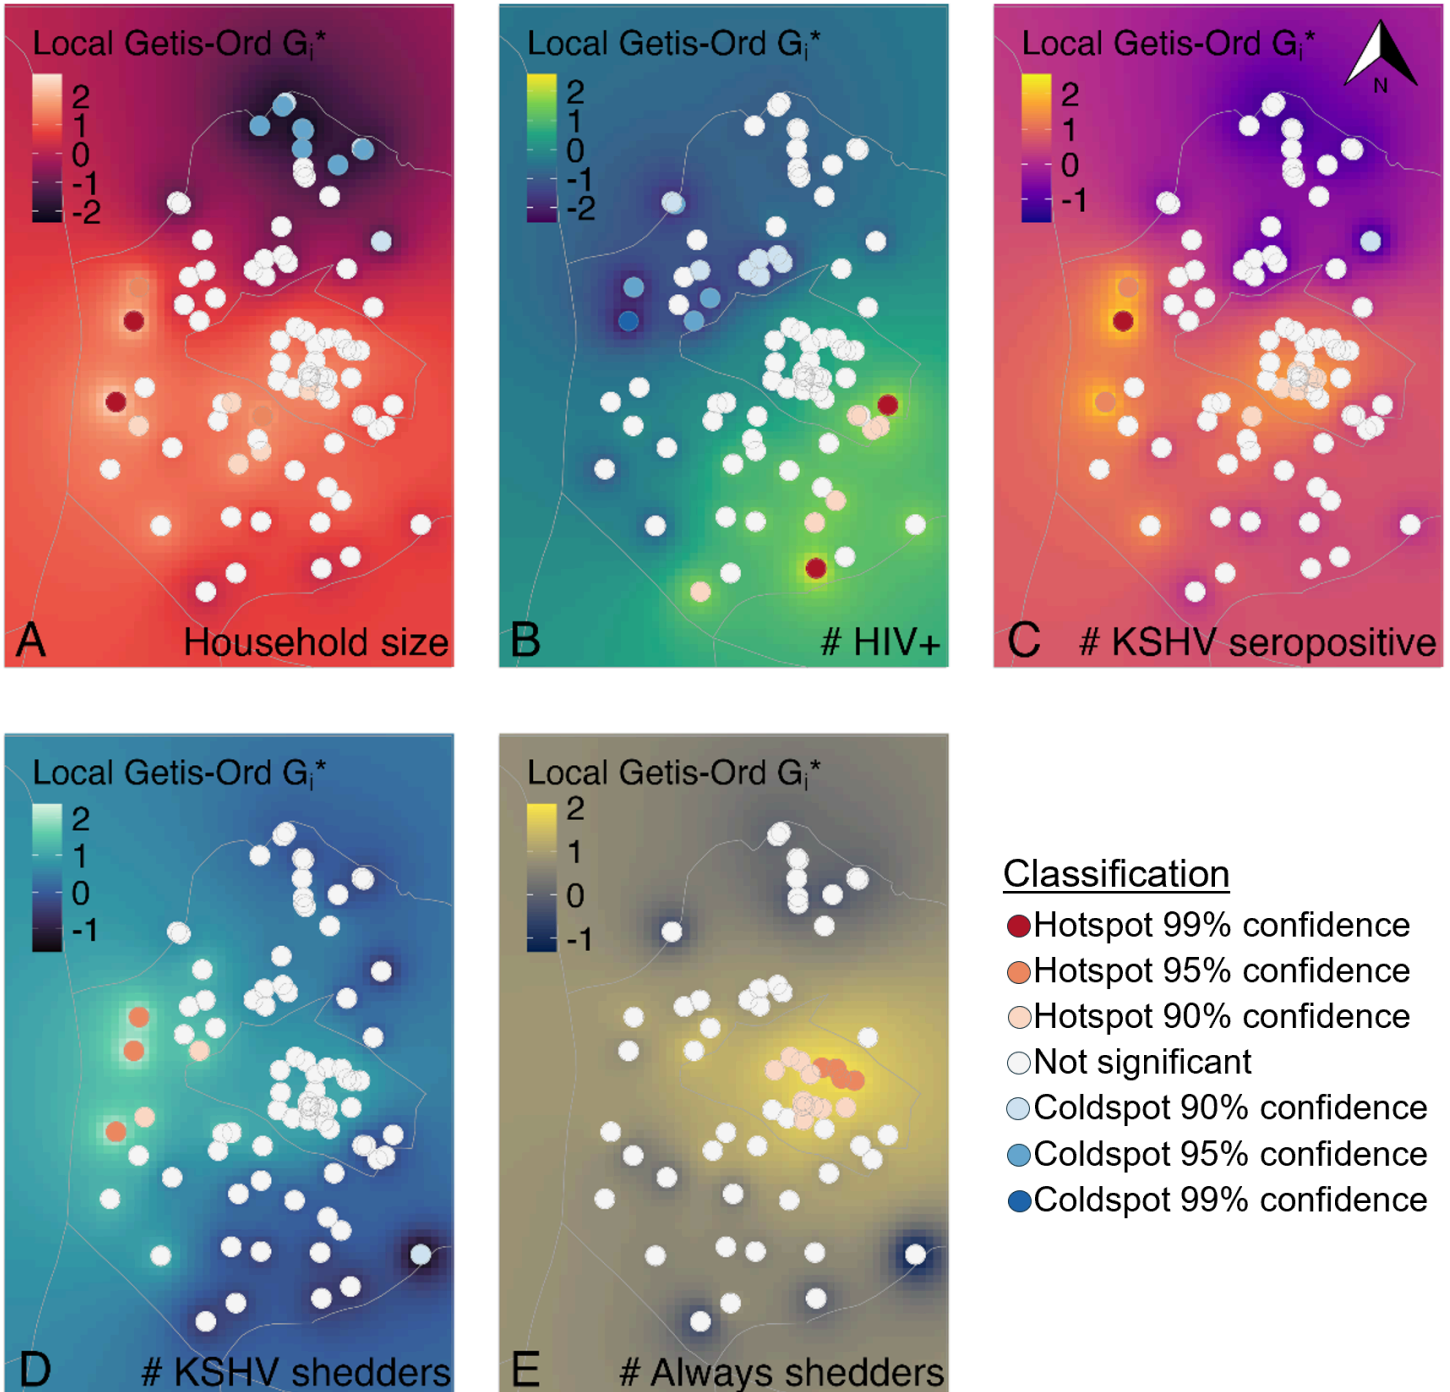 Local Getis-Ord Gi*
2
1
0
-1
-2
A
Household size
Local Getis-Ord Gi*
2
1
0
-1
-2
B
# HIV+
Local Getis-Ord Gi*
2
1
0
-1
N
C
# KSHV seropositive
Local Getis-Ord Gi*
2
1
0
-1
D
# KSHV shedders
Local Getis-Ord Gi*
2
1
0
-1
E
# Always shedders
Classification
Hotspot 99% confidence
Hotspot 95% confidence
Hotspot 90% confidence
Not significant
Coldspot 90% confidence
Coldspot 95% confidence
Coldspot 99% confidence